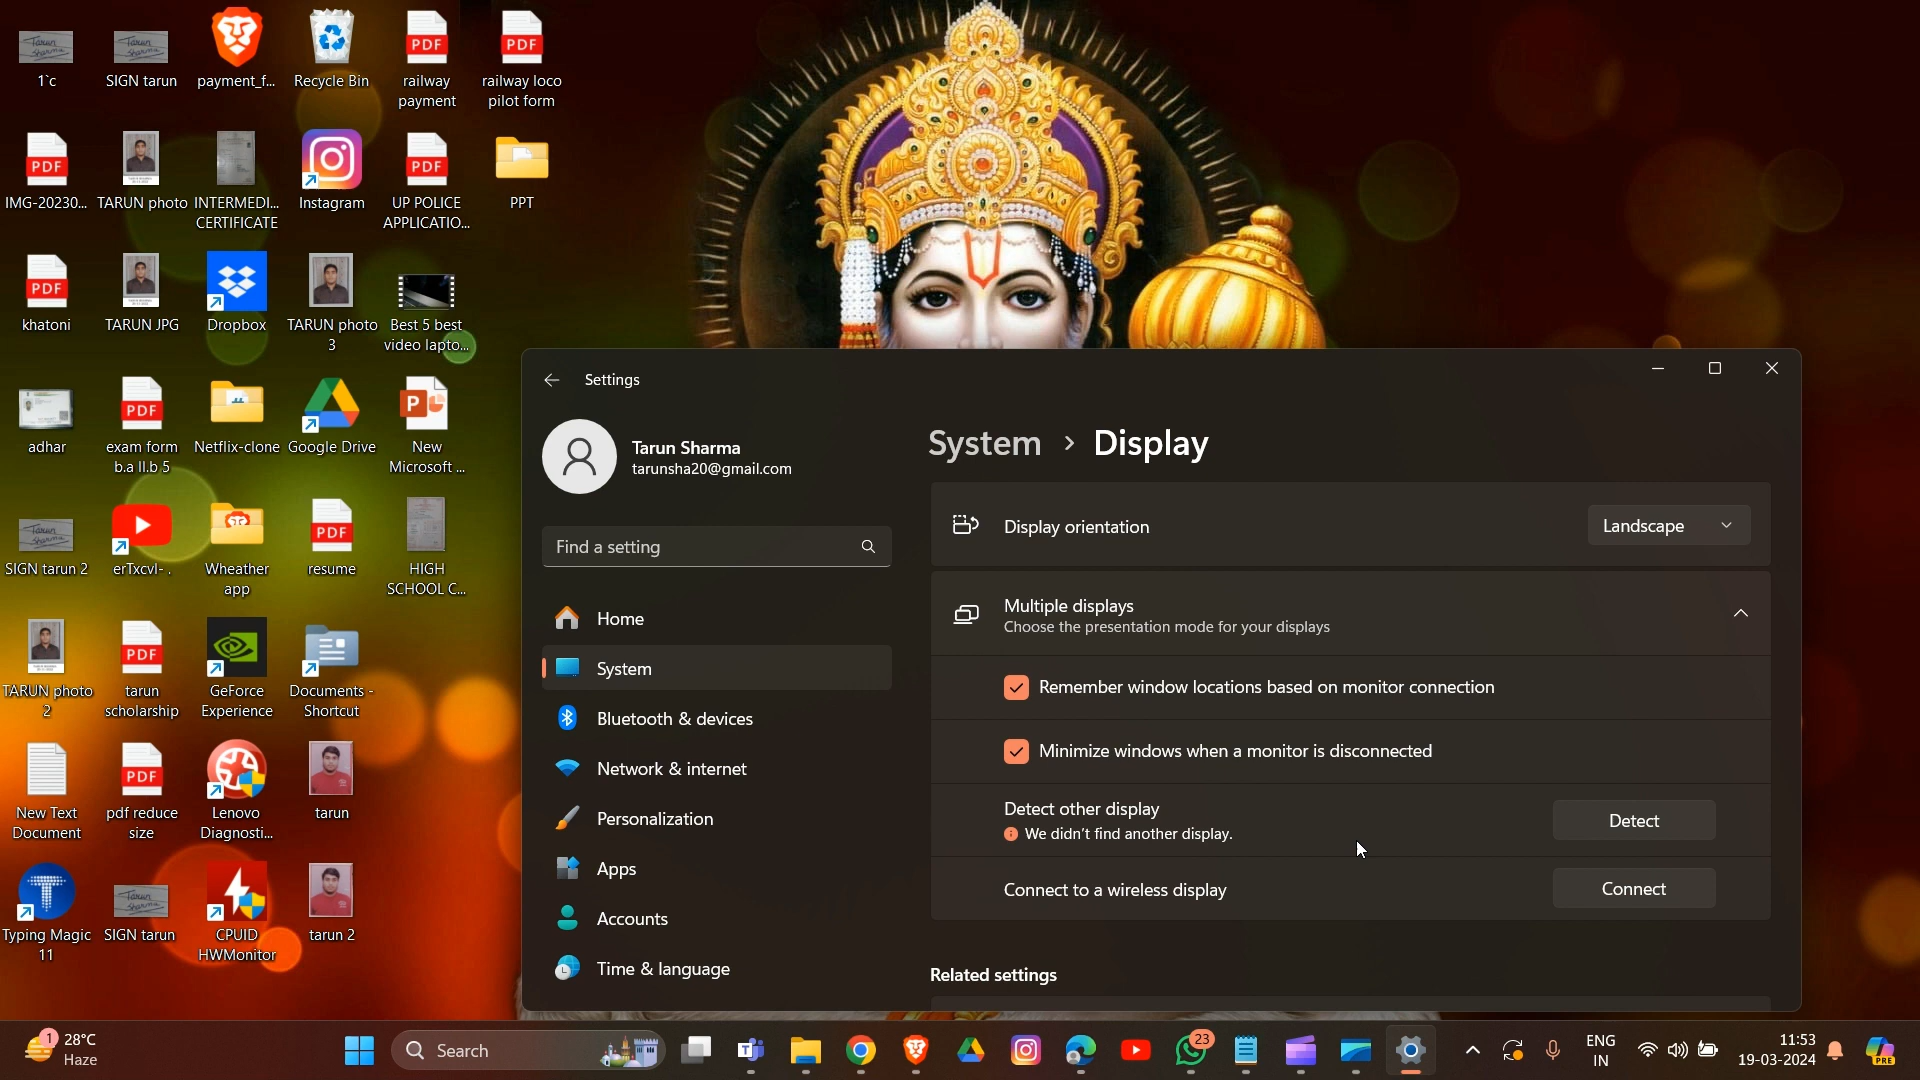 1`c
SIGN tarun
payment_f...
Recycle Bin
railway
payment
railway loco
pilot form
IMG-20230...
TARUN photo
INTERMEDI...
CERTIFICATE
Instagram
UP POLICE
APPLICATIO...
PPT
khatoni
TARUN JPG
Dropbox
TARUN photo
3
Best 5 best
video lapto...
adhar
exam form
b.a ll.b 5
Netflix-clone
Google Drive
New
Microsoft ...
SIGN tarun 2
erTxcvl- .
Wheather
app
resume
HIGH
SCHOOL C...
TARUN photo
2
tarun
scholarship
GeForce
Experience
Documents -
Shortcut
New Text
Document
pdf reduce
size
Lenovo
Diagnosti...
tarun
Typing Magic
11
SIGN tarun
CPUID
HWMonitor
tarun 2
Settings
Tarun Sharma
tarunsha20@gmail.com
Find a setting
Home
System
Bluetooth & devices
Network & internet
Personalization
Apps
Accounts
Time & language
System > Display
Display orientation
Landscape
Multiple displays
Choose the presentation mode for your displays
Remember window locations based on monitor connection
Minimize windows when a monitor is disconnected
Detect other display
We didn't find another display.
Detect
Connect to a wireless display
Connect
Related settings
1
28°C
Haze
Search
23
ENG
IN
11:53
19-03-2024
PRE